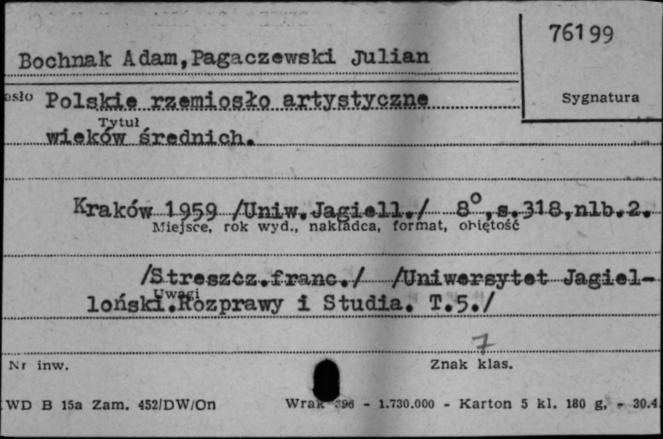 76199
Bochnak Adam,Pagaczewski Julian
Sygnatura
asło Polskie rzemiosło artystyczne
Tytuł
wieków średnich.
Kraków 1959 /Uniw.Jagiell./ 8°,s.318,nlb.2.
Miejsce, rok wyd., nakładca, format, objętość
/Streszcz.franc./ /Uniwersytet Jagiel-
Uwagi
loński.Rozprawy i Studia. T.5./
7
Nr inw.
Znak klas.
WD B 15a Zam. 452/DW/On
- 1.730.000 - Karton 5 kl. 180 g. - 30.4